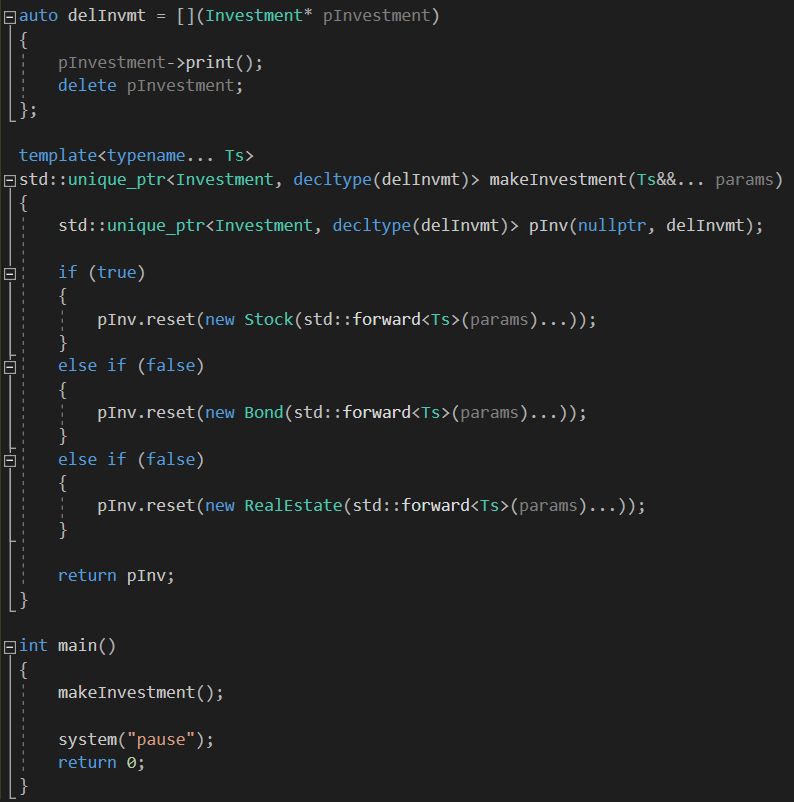 auto delInvmt = [](Investment* pInvestment)
{
    pInvestment->print();
    delete pInvestment;
};

template<typename... Ts>
std::unique_ptr<Investment, decltype(delInvmt)> makeInvestment(Ts&&... params)
{
    std::unique_ptr<Investment, decltype(delInvmt)> pInv(nullptr, delInvmt);

    if (true)
    {
        pInv.reset(new Stock(std::forward<Ts>(params)...));
    }
    else if (false)
    {
        pInv.reset(new Bond(std::forward<Ts>(params)...));
    }
    else if (false)
    {
        pInv.reset(new RealEstate(std::forward<Ts>(params)...));
    }

    return pInv;
}

int main()
{
    makeInvestment();

    system("pause");
    return 0;
}